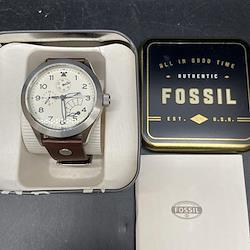 ALL IN GOOD TIME
AUTHENTIC
FOSSIL
EST. U.S.A.
FOSSIL